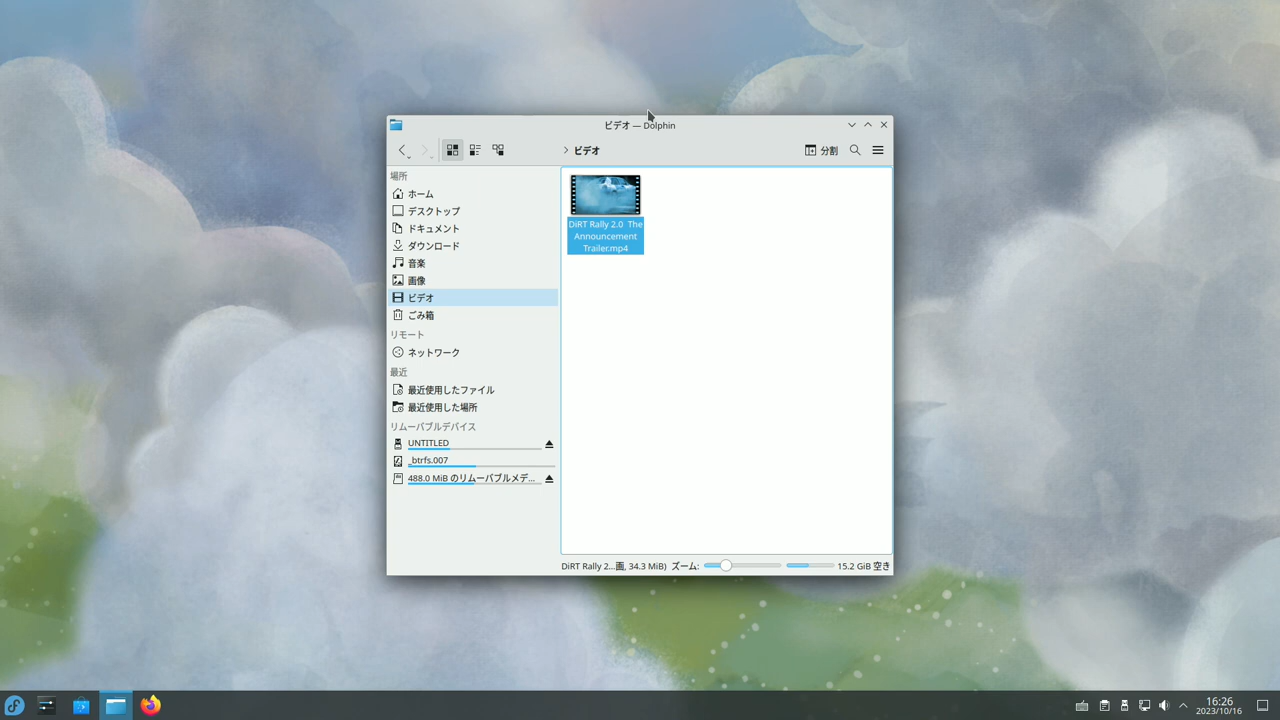 ビデオ — Dolphin
ビデオ
分割
場所
ホーム
デスクトップ
ドキュメント
ダウンロード
音楽
画像
ビデオ
ごみ箱
リモート
ネットワーク
最近
最近使用したファイル
最近使用した場所
リムーバブルデバイス
UNTITLED
_btrfs.007
488.0 MiB のリムーバブルメデ...
DiRT Rally 2.0 The
Announcement
Trailer.mp4
DiRT Rally 2...画, 34.3 MiB)
ズーム:
15.2 GiB 空き
16:26
2023/10/16